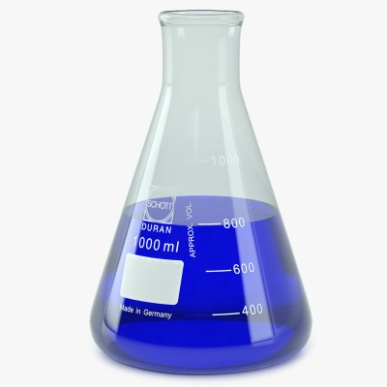 1000
SCHOTT
DURAN
1000 ml
APPROX. VOL.
800
600
400
Made in Germany